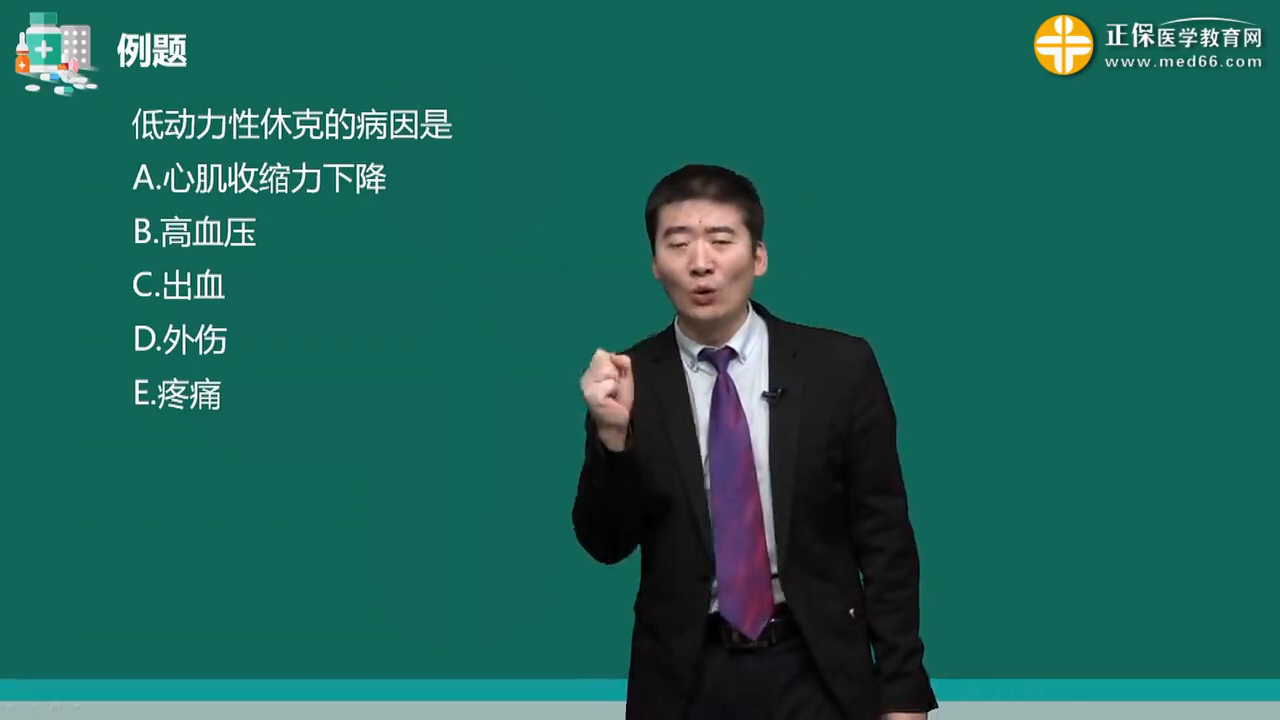 例题
正保医学教育网
www.med66.com
低动力性休克的病因是
A.心肌收缩力下降
B.高血压
C.出血
D.外伤
E.疼痛